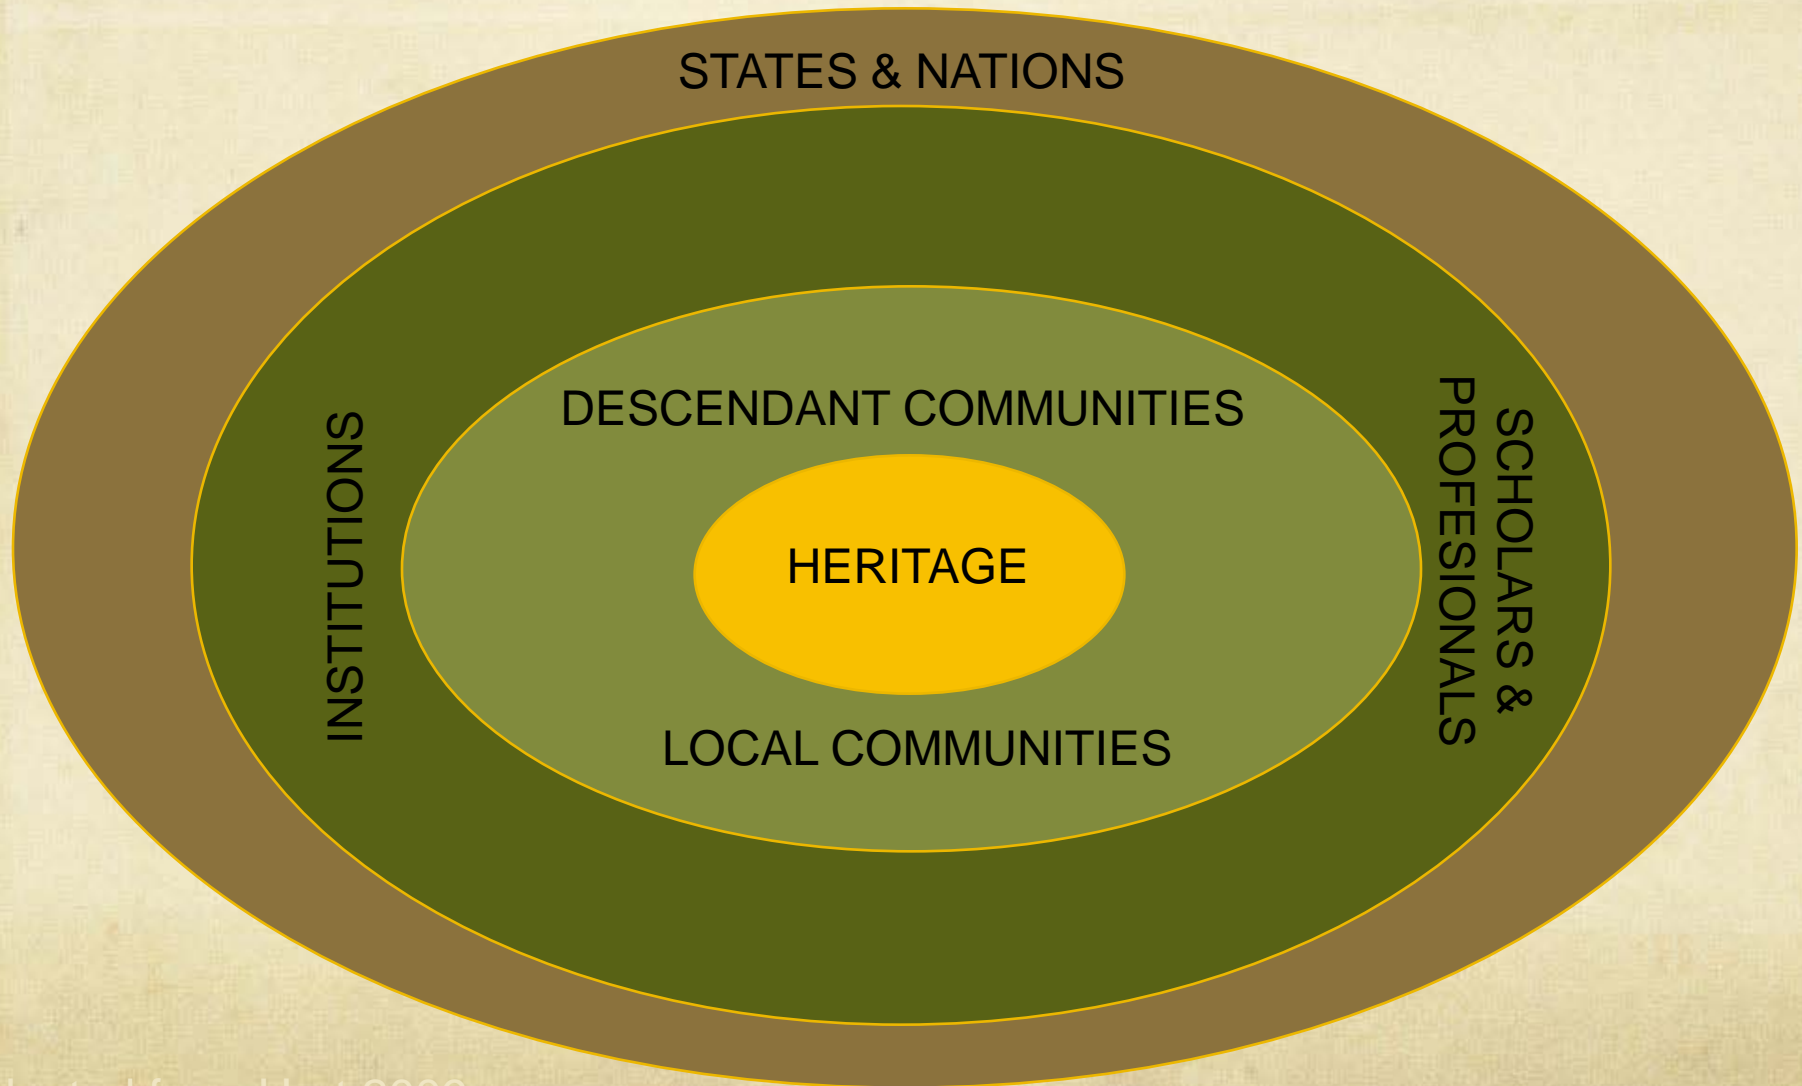 STATES & NATIONS
DESCENDANT COMMUNITIES
INSTITUTIONS
HERITAGE
SCHOLARS &
PROFESIONALS
LOCAL COMMUNITIES